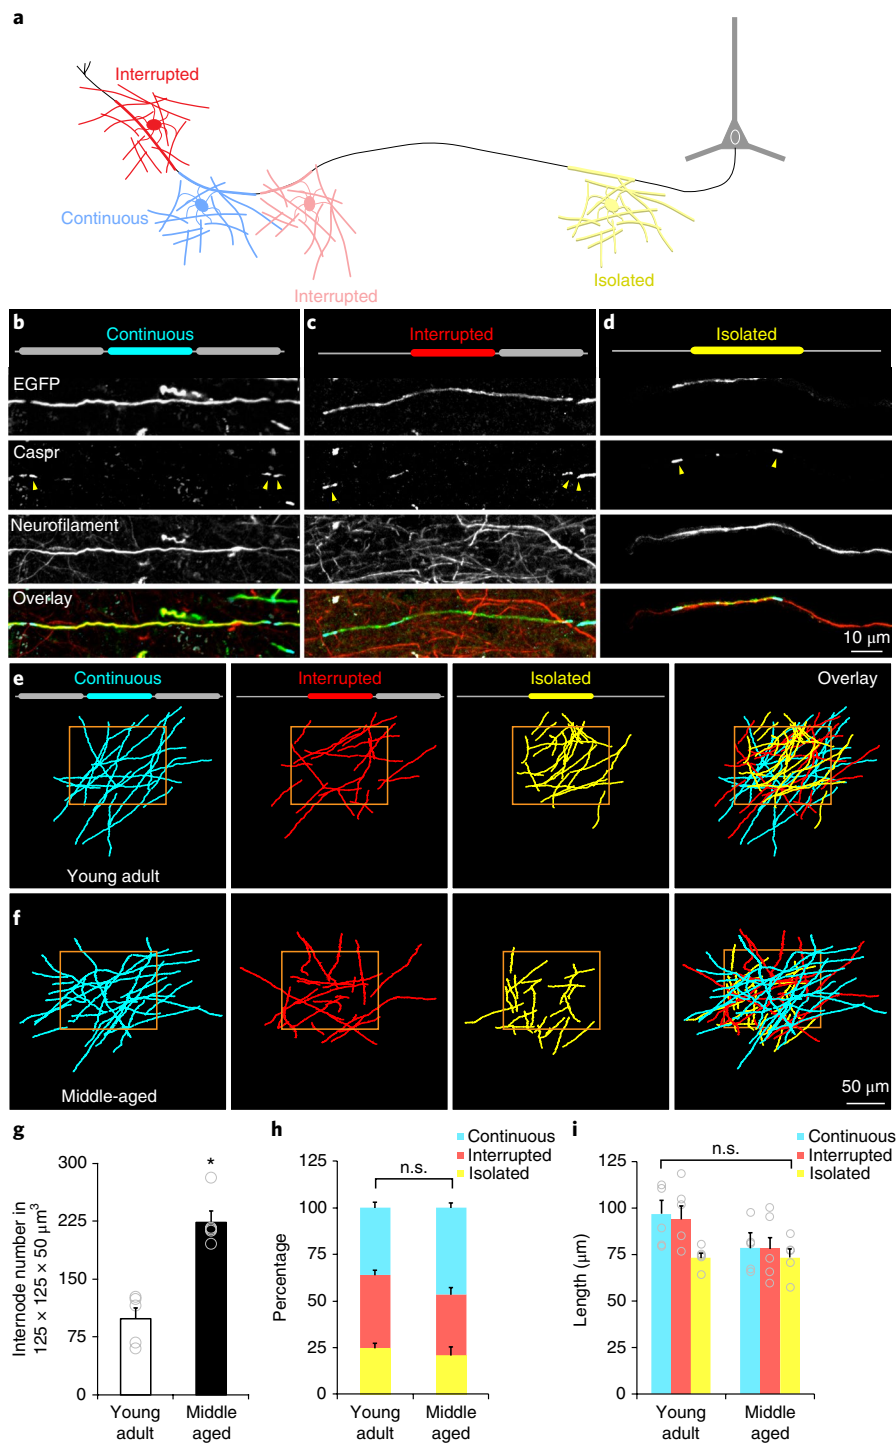 a
Interrupted
Continuous
Interrupted
Isolated
b
Continuous
c
Interrupted
d
Isolated
EGFP
Caspr
Neurofilament
Overlay
10 μm
e
Continuous
Interrupted
Isolated
Overlay
Young adult
f
Middle-aged
50 μm
g
Internode number in
125 × 125 × 50 μm³
300
225
150
75
0
*
Young
adult
Middle
aged
h
Continuous
Interrupted
Isolated
n.s.
Percentage
125
100
75
50
25
0
Young
adult
Middle
aged
i
Continuous
Interrupted
Isolated
n.s.
Length (μm)
125
100
75
50
25
0
Young
adult
Middle
aged